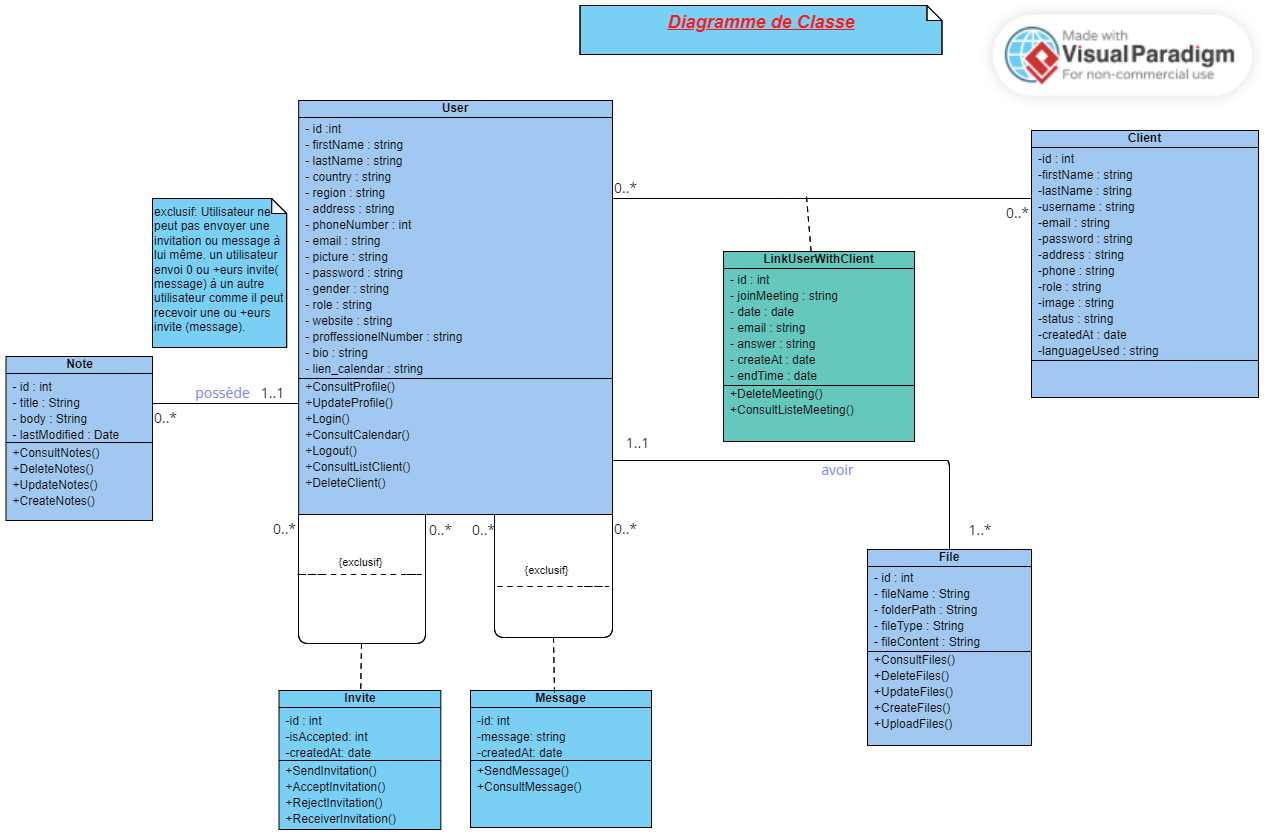 Diagramme de Classe
Made with
Visual Paradigm
For non-commercial use
User
- id :int
- firstName : string
- lastName : string
- country : string
- region : string
- address : string
- phoneNumber : int
- email : string
- picture : string
- password : string
- gender : string
- role : string
- website : string
- proffessionelNumber : string
- bio : string
- lien_calendar : string
+ConsultProfile()
+UpdateProfile()
+Login()
+ConsultCalendar()
+Logout()
+ConsultListClient()
+DeleteClient()
Client
-id : int
-firstName : string
-lastName : string
-username : string
-email : string
-password : string
-address : string
-phone : string
-role : string
-image : string
-status : string
-createdAt : date
-languageUsed : string
0..*
0..*
exclusif: Utilisateur ne
peut pas envoyer une
invitation ou message à
lui même. un utilisateur
envoi 0 ou +eurs invite(
message) à un autre
utilisateur comme il peut
recevoir une ou +eurs
invite (message).
LinkUserWithClient
- id : int
- joinMeeting : string
- date : date
- email : string
- answer : string
- createAt : date
- endTime : date
+DeleteMeeting()
+ConsultListeMeeting()
Note
- id : int
- title : String
- body : String
- lastModified : Date
+ConsultNotes()
+DeleteNotes()
+UpdateNotes()
+CreateNotes()
possède
1..1
0..*
1..1
avoir
1..*
File
- id : int
- fileName : String
- folderPath : String
- fileType : String
- fileContent : String
+ConsultFiles()
+DeleteFiles()
+UpdateFiles()
+CreateFiles()
+UploadFiles()
0..*
0..*
0..*
0..*
{exclusif}
{exclusif}
Invite
-id : int
-isAccepted: int
-createdAt: date
+SendInvitation()
+AcceptInvitation()
+RejectInvitation()
+ReceiverInvitation()
Message
-id: int
-message: string
-createdAt: date
+SendMessage()
+ConsultMessage()